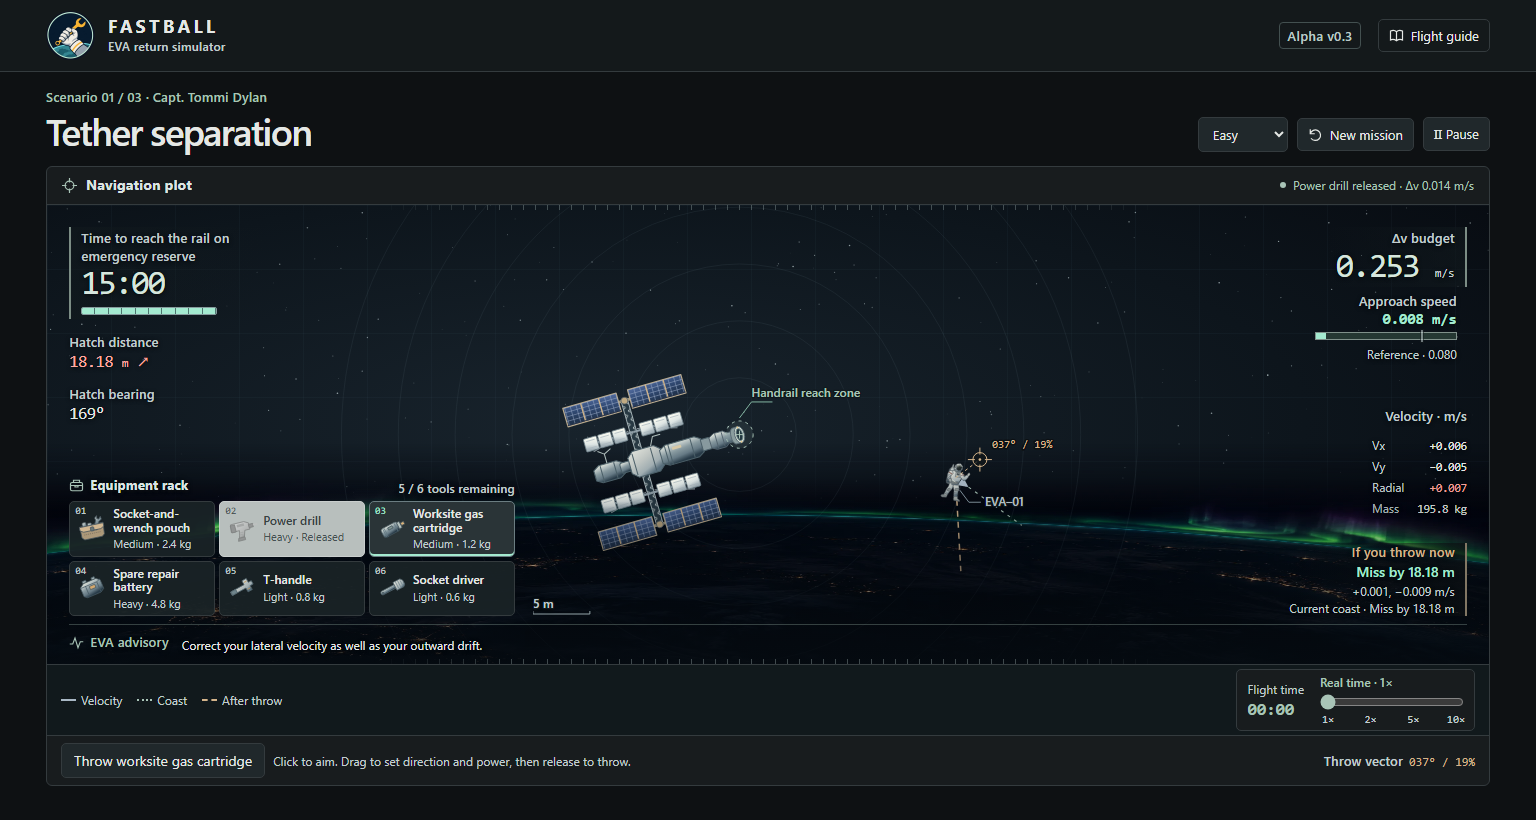 FASTBALL
EVA return simulator
Alpha v0.3
Flight guide
Scenario 01 / 03 · Capt. Tommi Dylan
Tether separation
Easy
New mission
Pause
Navigation plot
Power drill released · Δv 0.014 m/s
Time to reach the rail on
emergency reserve
15:00
Hatch distance
18.18 m ↗
Hatch bearing
169°
Δv budget
0.253 m/s
Approach speed
0.008 m/s
Reference · 0.080
Handrail reach zone
037° / 19%
EVA-01
Velocity · m/s
Vx +0.006
Vy −0.005
Radial +0.007
Mass 195.8 kg
Equipment rack
5 / 6 tools remaining
01 Socket-and-
wrench pouch
Medium · 2.4 kg
02 Power drill
Heavy · Released
03 Worksite gas
cartridge
Medium · 1.2 kg
04 Spare repair
battery
Heavy · 4.8 kg
05 T-handle
Light · 0.8 kg
06 Socket driver
Light · 0.6 kg
5 m
If you throw now
Miss by 18.18 m
+0.001, −0.009 m/s
Current coast · Miss by 18.18 m
EVA advisory
Correct your lateral velocity as well as your outward drift.
Velocity
Coast
After throw
Flight time
00:00
Real time · 1×
1× 2× 5× 10×
Throw worksite gas cartridge
Click to aim. Drag to set direction and power, then release to throw.
Throw vector 037° / 19%